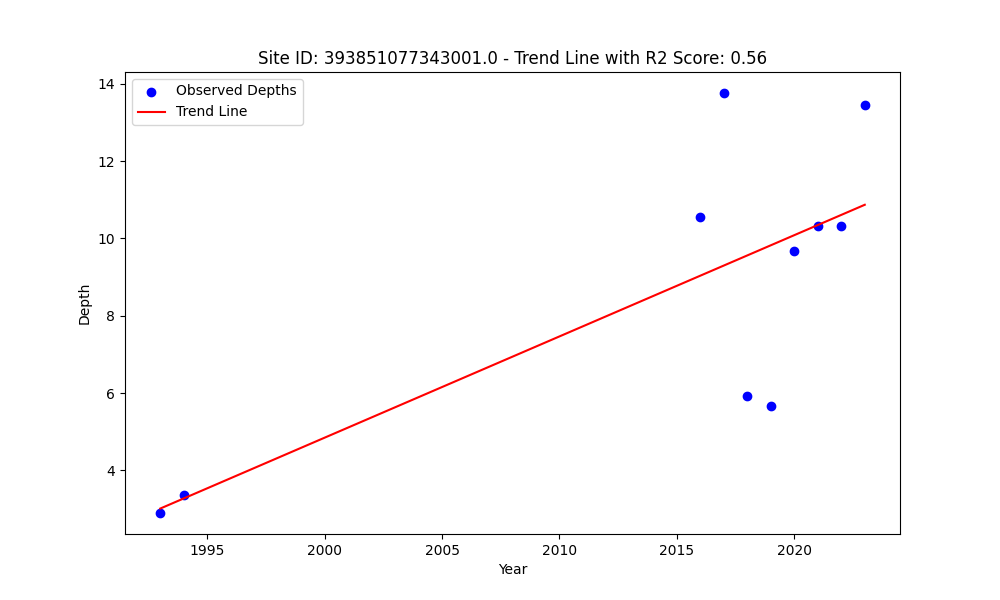 Site ID: 393851077343001.0 - Trend Line with R2 Score: 0.56
Observed Depths
Trend Line
14
12
10
8
6
4
Depth
1995
2000
2005
2010
2015
2020
Year